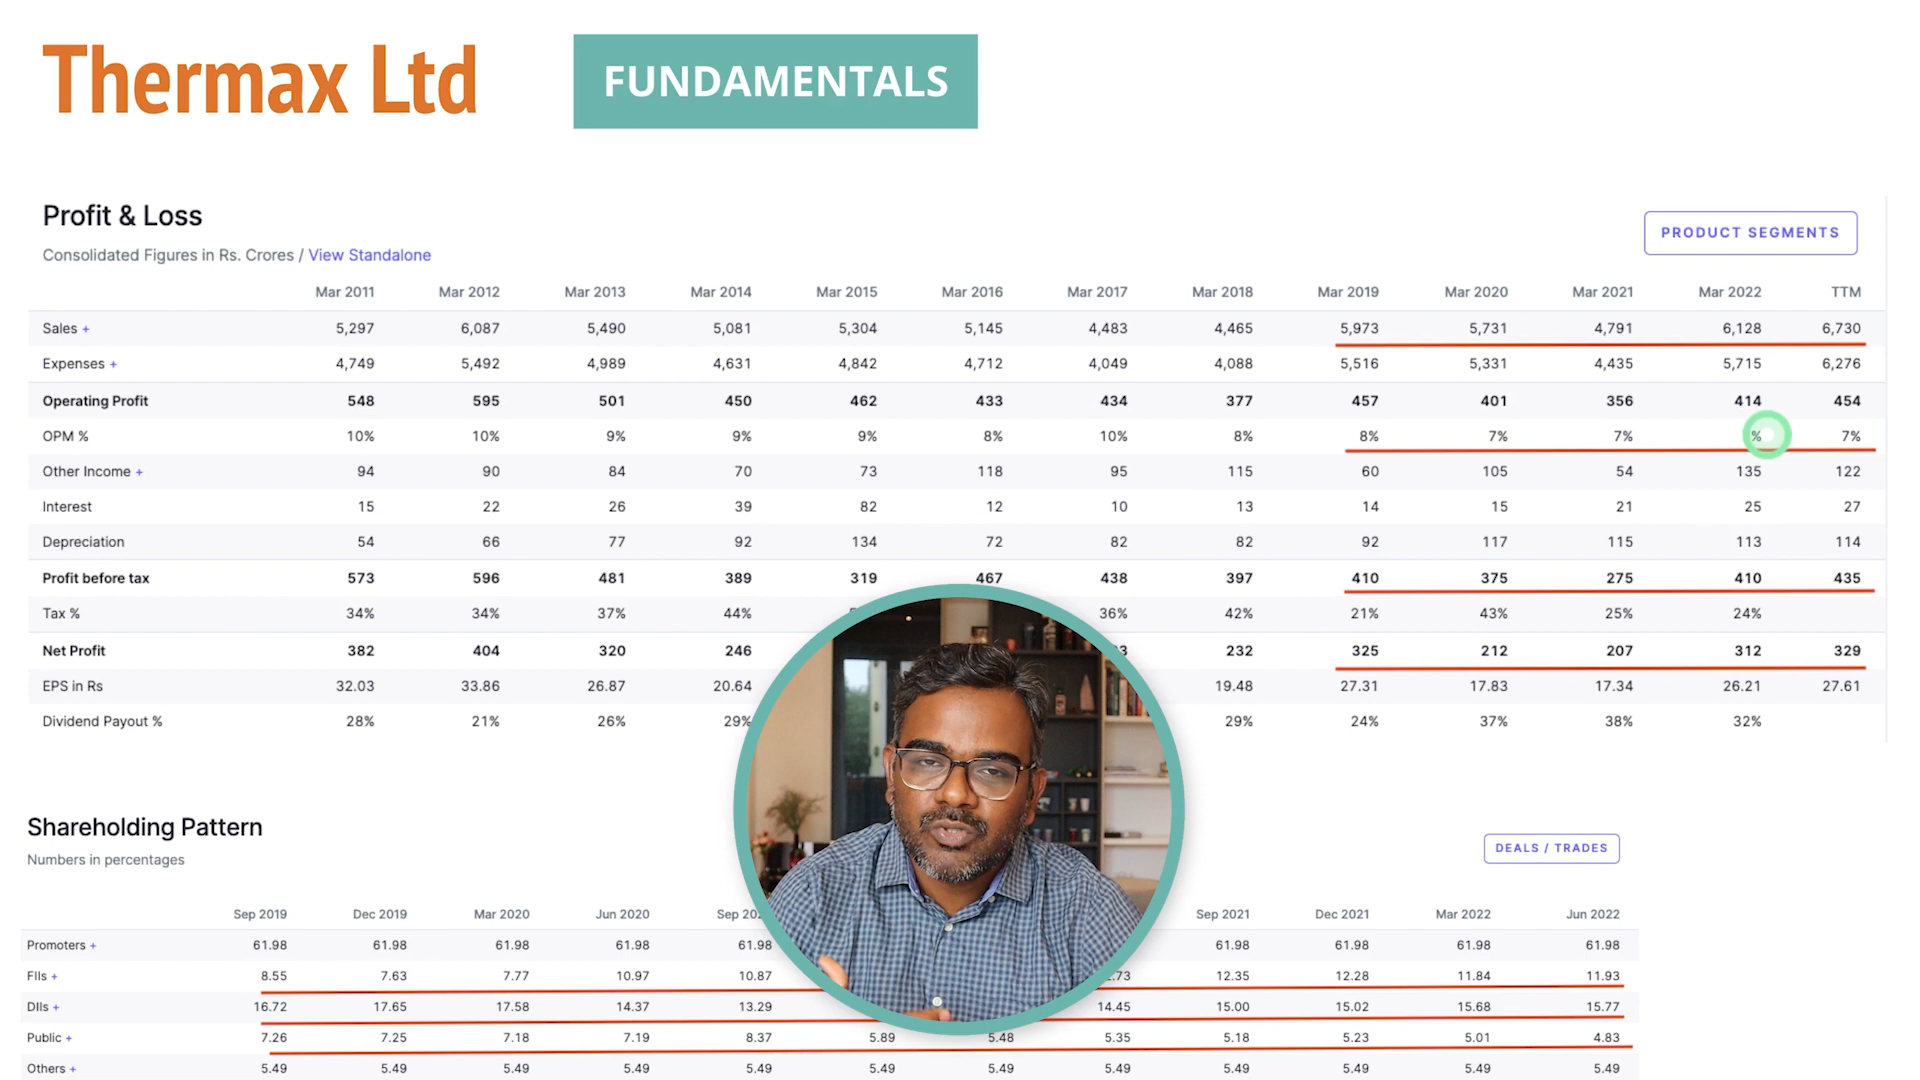 Thermax Ltd FUNDAMENTALS
Profit & Loss
PRODUCT SEGMENTS
Consolidated Figures in Rs. Crores / View Standalone
Mar 2011 Mar 2012 Mar 2013 Mar 2014 Mar 2015 Mar 2016 Mar 2017 Mar 2018 Mar 2019 Mar 2020 Mar 2021 Mar 2022 TTM
Sales + 5,297 6,087 5,490 5,081 5,304 5,145 4,483 4,465 5,973 5,731 4,791 6,128 6,730
Expenses + 4,749 5,492 4,989 4,631 4,842 4,712 4,049 4,088 5,516 5,331 4,435 5,715 6,276
Operating Profit 548 595 501 450 462 433 434 377 457 401 356 414 454
OPM % 10% 10% 9% 9% 9% 8% 10% 8% 8% 7% 7% % 7%
Other Income + 94 90 84 70 73 118 95 115 60 105 54 135 122
Interest 15 22 26 39 82 12 10 13 14 15 21 25 27
Depreciation 54 66 77 92 134 72 82 82 92 117 115 113 114
Profit before tax 573 596 481 389 319 467 438 397 410 375 275 410 435
Tax % 34% 34% 37% 44% 36% 42% 21% 43% 25% 24%
Net Profit 382 404 320 246 232 325 212 207 312 329
EPS in Rs 32.03 33.86 26.87 20.64 19.48 27.31 17.83 17.34 26.21 27.61
Dividend Payout % 28% 21% 26% 29% 29% 24% 37% 38% 32%
Shareholding Pattern
DEALS / TRADES
Numbers in percentages
Sep 2019 Dec 2019 Mar 2020 Jun 2020 Sep Sep 2021 Dec 2021 Mar 2022 Jun 2022
Promoters + 61.98 61.98 61.98 61.98 61.98 61.98 61.98 61.98 61.98
FIIs + 8.55 7.63 7.77 10.97 10.87 12.35 12.28 11.84 11.93
DIIs + 16.72 17.65 17.58 14.37 13.29 14.45 15.00 15.02 15.68 15.77
Public + 7.26 7.25 7.18 7.19 8.37 5.89 5.48 5.35 5.18 5.23 5.01 4.83
Others + 5.49 5.49 5.49 5.49 5.49 5.49 5.49 5.49 5.49 5.49 5.49 5.49